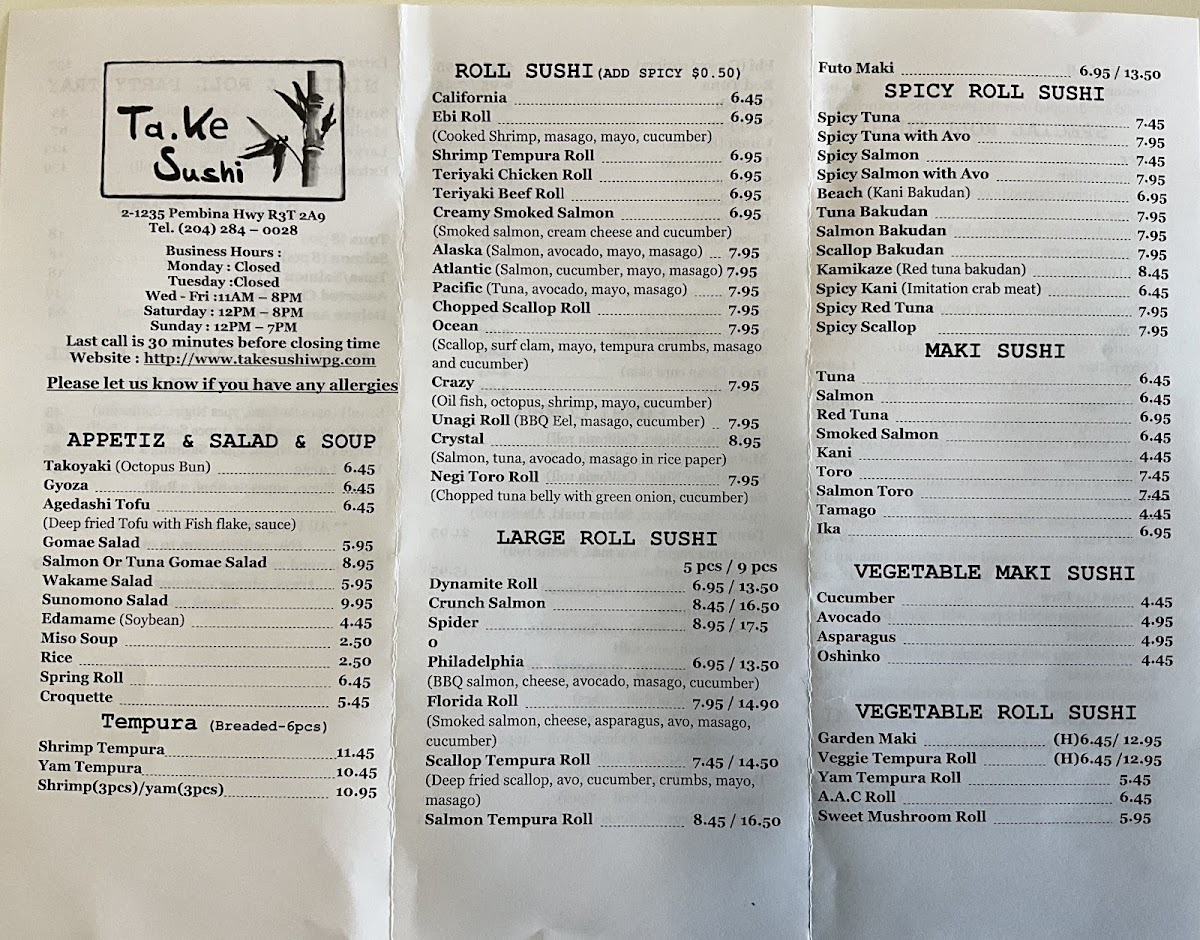 Ta.Ke
Sushi
2-1235 Pembina Hwy R3T 2A9
Tel. (204) 284 – 0028
Business Hours :
Monday : Closed
Tuesday :Closed
Wed - Fri :11AM – 8PM
Saturday : 12PM – 8PM
Sunday : 12PM – 7PM
Last call is 30 minutes before closing time
Website : http://www.takesushiwpg.com
Please let us know if you have any allergies
APPETIZ & SALAD & SOUP
Takoyaki (Octopus Bun) 6.45
Gyoza 6.45
Agedashi Tofu 6.45
(Deep fried Tofu with Fish flake, sauce)
Gomae Salad 5.95
Salmon Or Tuna Gomae Salad 8.95
Wakame Salad 5.95
Sunomono Salad 9.95
Edamame (Soybean) 4.45
Miso Soup 2.50
Rice 2.50
Spring Roll 6.45
Croquette 5.45
Tempura (Breaded-6pcs)
Shrimp Tempura 11.45
Yam Tempura 10.45
Shrimp(3pcs)/yam(3pcs) 10.95
ROLL SUSHI(ADD SPICY $0.50)
California 6.45
Ebi Roll 6.95
(Cooked Shrimp, masago, mayo, cucumber)
Shrimp Tempura Roll 6.95
Teriyaki Chicken Roll 6.95
Teriyaki Beef Roll 6.95
Creamy Smoked Salmon 6.95
(Smoked salmon, cream cheese and cucumber)
Alaska (Salmon, avocado, mayo, masago) 7.95
Atlantic (Salmon, cucumber, mayo, masago) 7.95
Pacific (Tuna, avocado, mayo, masago) 7.95
Chopped Scallop Roll 7.95
Ocean 7.95
(Scallop, surf clam, mayo, tempura crumbs, masago
and cucumber)
Crazy 7.95
(Oil fish, octopus, shrimp, mayo, cucumber)
Unagi Roll (BBQ Eel, masago, cucumber) 7.95
Crystal 8.95
(Salmon, tuna, avocado, masago in rice paper)
Negi Toro Roll 7.95
(Chopped tuna belly with green onion, cucumber)
LARGE ROLL SUSHI
5 pcs / 9 pcs
Dynamite Roll 6.95 / 13.50
Crunch Salmon 8.45 / 16.50
Spider 8.95 / 17.5
0
Philadelphia 6.95 / 13.50
(BBQ salmon, cheese, avocado, masago, cucumber)
Florida Roll 7.95 / 14.90
(Smoked salmon, cheese, asparagus, avo, masago,
cucumber)
Scallop Tempura Roll 7.45 / 14.50
(Deep fried scallop, avo, cucumber, crumbs, mayo,
masago)
Salmon Tempura Roll 8.45 / 16.50
Futo Maki 6.95 / 13.50
SPICY ROLL SUSHI
Spicy Tuna 7.45
Spicy Tuna with Avo 7.95
Spicy Salmon 7.45
Spicy Salmon with Avo 7.95
Beach (Kani Bakudan) 6.95
Tuna Bakudan 7.95
Salmon Bakudan 7.95
Scallop Bakudan 7.95
Kamikaze (Red tuna bakudan) 8.45
Spicy Kani (Imitation crab meat) 6.45
Spicy Red Tuna 7.95
Spicy Scallop 7.95
MAKI SUSHI
Tuna 6.45
Salmon 6.45
Red Tuna 6.95
Smoked Salmon 6.45
Kani 4.45
Toro 7.45
Salmon Toro 7.45
Tamago 4.45
Ika 6.95
VEGETABLE MAKI SUSHI
Cucumber 4.45
Avocado 4.95
Asparagus 4.95
Oshinko 4.45
VEGETABLE ROLL SUSHI
Garden Maki (H)6.45/ 12.95
Veggie Tempura Roll (H)6.45 /12.95
Yam Tempura Roll 5.45
A.A.C Roll 6.45
Sweet Mushroom Roll 5.95